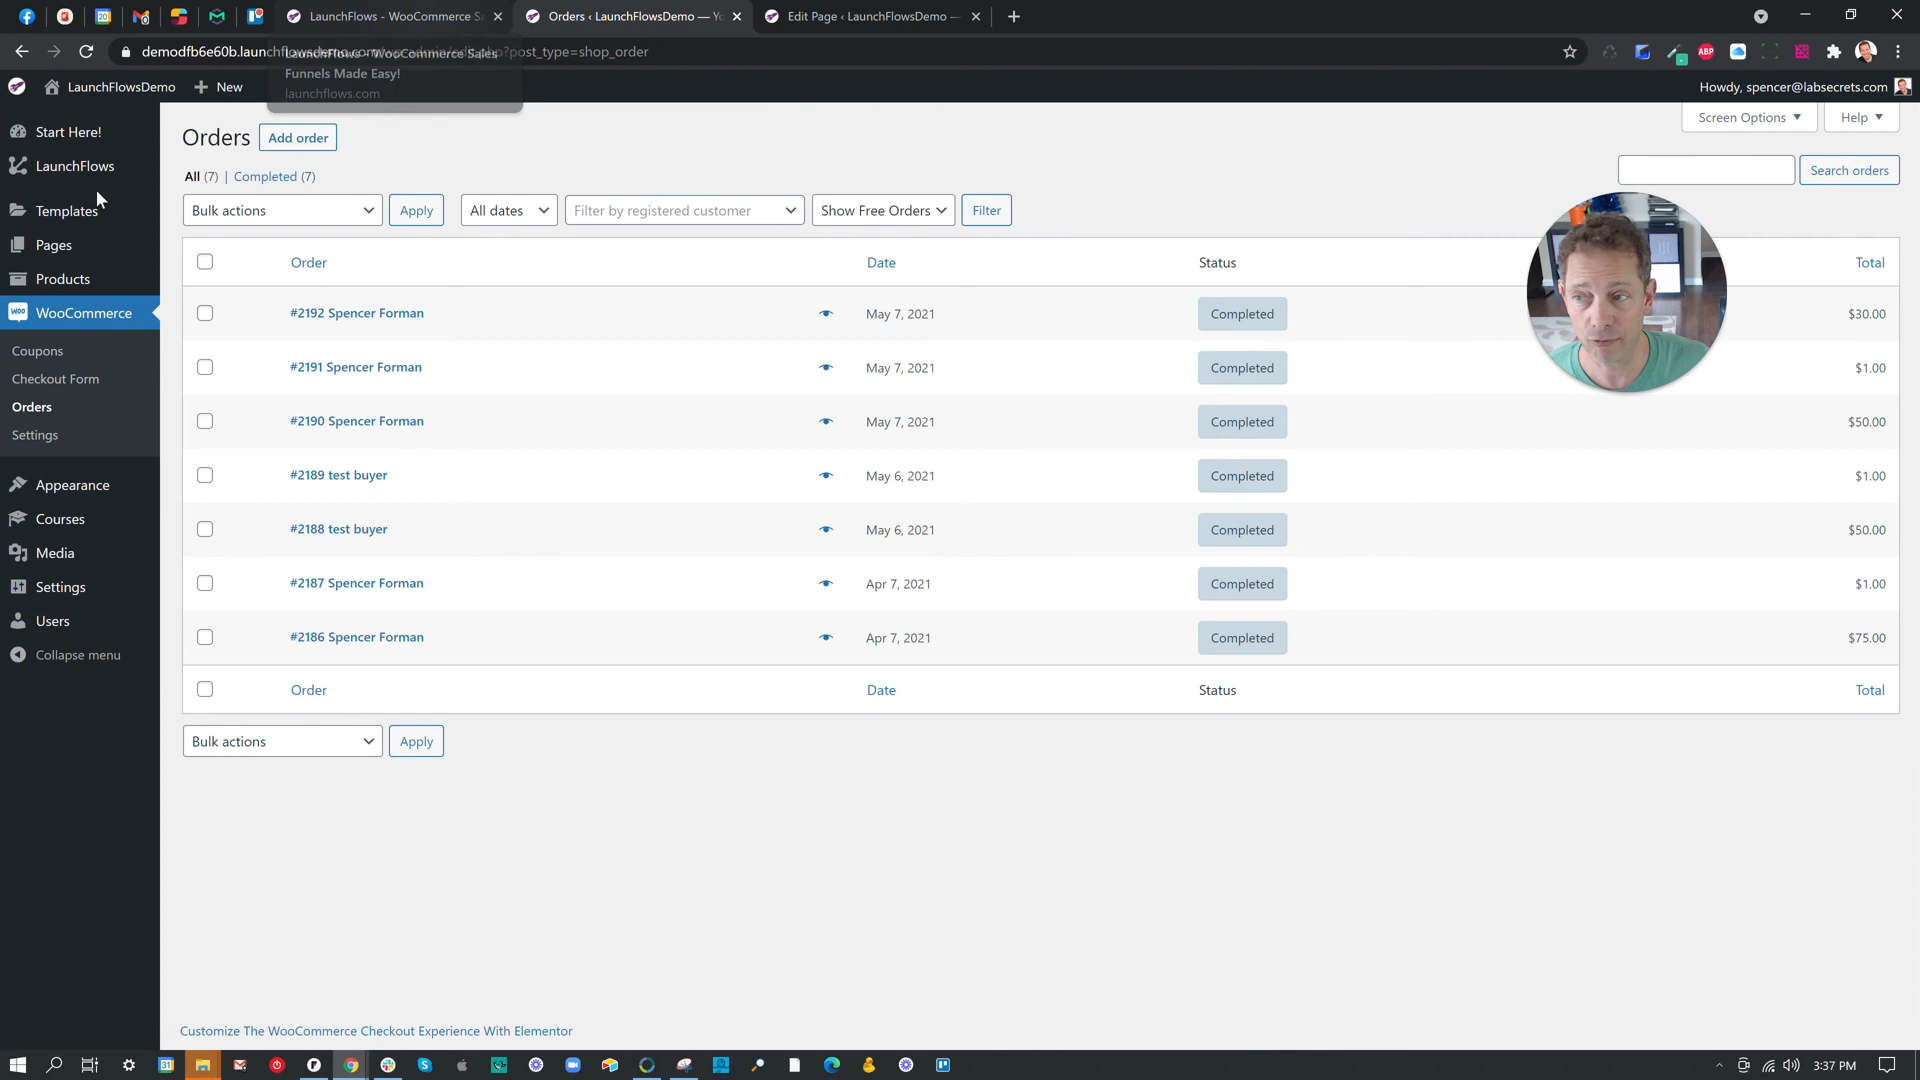 LaunchFlows - WooCommerce Sa
Orders ‹ LaunchFlowsDemo — Yo
Edit Page ‹ LaunchFlowsDemo —
post_type=shop_order
LaunchFlows - WooCommerce Sales
Funnels Made Easy!
launchflows.com
LaunchFlowsDemo
New
Howdy, spencer@labsecrets.com
Start Here!
LaunchFlows
Templates
Pages
Products
WooCommerce
Coupons
Checkout Form
Orders
Settings
Appearance
Courses
Media
Settings
Users
Collapse menu
Orders
Add order
Screen Options
Help
All (7) | Completed (7)
Search orders
Bulk actions
Apply
All dates
Filter by registered customer
Show Free Orders
Filter
Order Date Status Total
#2192 Spencer Forman May 7, 2021 Completed $30.00
#2191 Spencer Forman May 7, 2021 Completed $1.00
#2190 Spencer Forman May 7, 2021 Completed $50.00
#2189 test buyer May 6, 2021 Completed $1.00
#2188 test buyer May 6, 2021 Completed $50.00
#2187 Spencer Forman Apr 7, 2021 Completed $1.00
#2186 Spencer Forman Apr 7, 2021 Completed $75.00
Order Date Status Total
Bulk actions
Apply
Customize The WooCommerce Checkout Experience With Elementor
3:37 PM